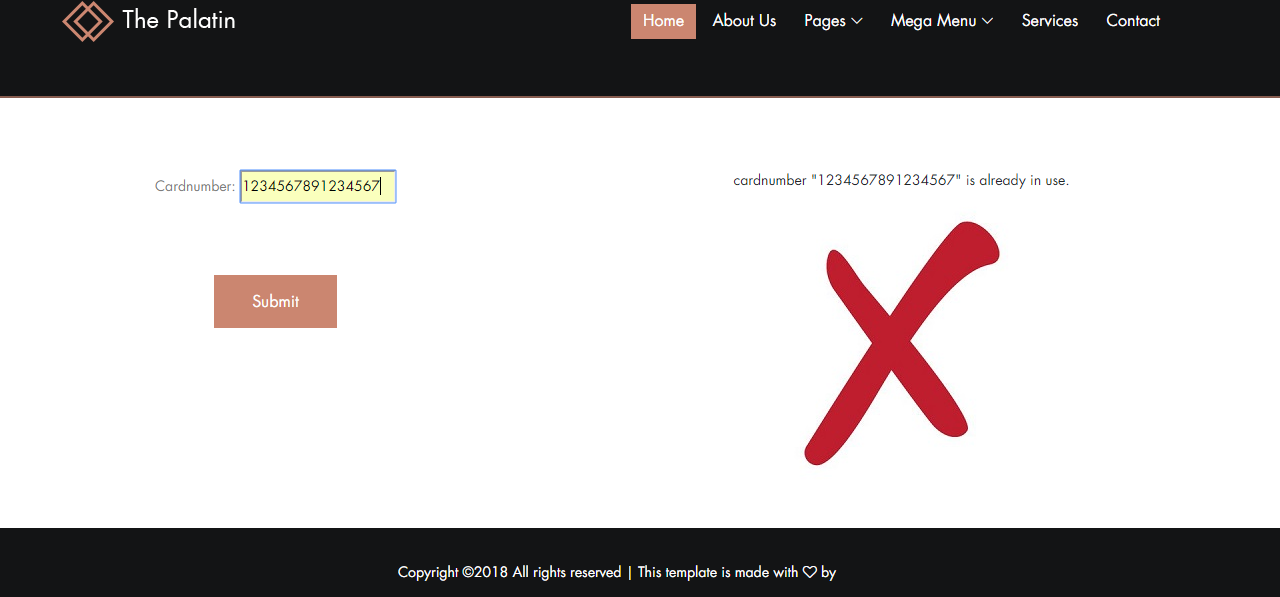 The Palatin
Home About Us Pages Mega Menu Services Contact
Cardnumber: 1234567891234567
cardnumber "1234567891234567" is already in use.
Submit
Copyright ©2018 All rights reserved | This template is made with ♡ by